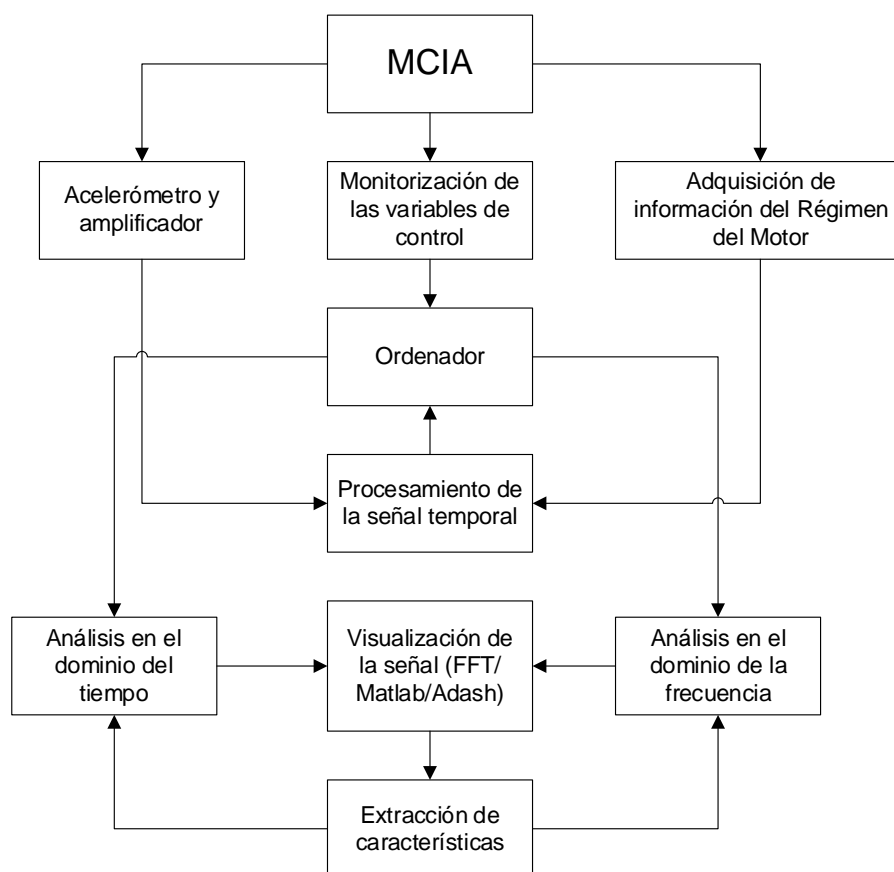 MCIA
Acelerómetro y
amplificador
Monitorización de
las variables de
control
Adquisición de
información del Régimen
del Motor
Ordenador
Procesamiento de
la señal temporal
Análisis en el
dominio del
tiempo
Visualización de
la señal (FFT/
Matlab/Adash)
Análisis en el
dominio de la
frecuencia
Extracción de
características